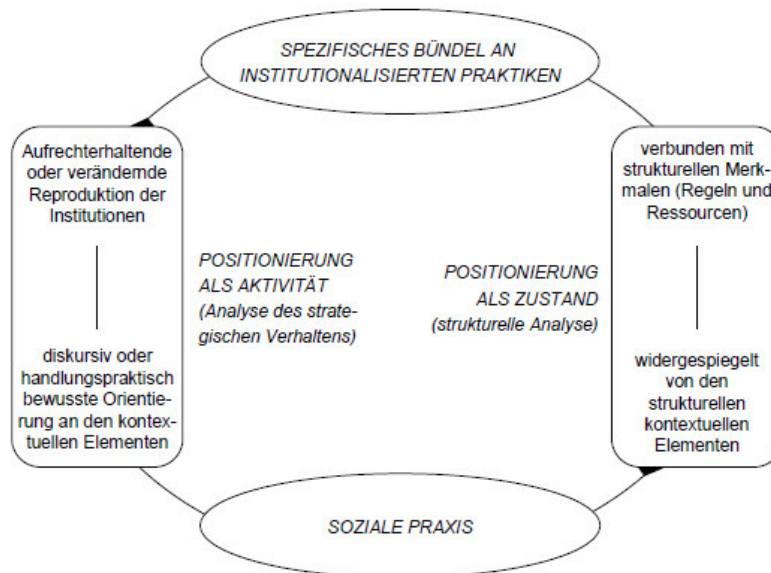 SPEZIFISCHES BÜNDEL AN
INSTITUTIONALISIERTEN PRAKTIKEN
Aufrechterhaltende
oder verändernde
Reproduktion der
Institutionen
diskursiv oder
handlungspraktisch
bewusste Orientie-
rung an den kontex-
tuellen Elementen
POSITIONIERUNG
ALS AKTIVITÄT
(Analyse des strate-
gischen Verhaltens)
POSITIONIERUNG
ALS ZUSTAND
(strukturelle Analyse)
verbunden mit
strukturellen Merk-
malen (Regeln und
Ressourcen)
widergespiegelt
von den
strukturellen
kontextuellen
Elementen
SOZIALE PRAXIS